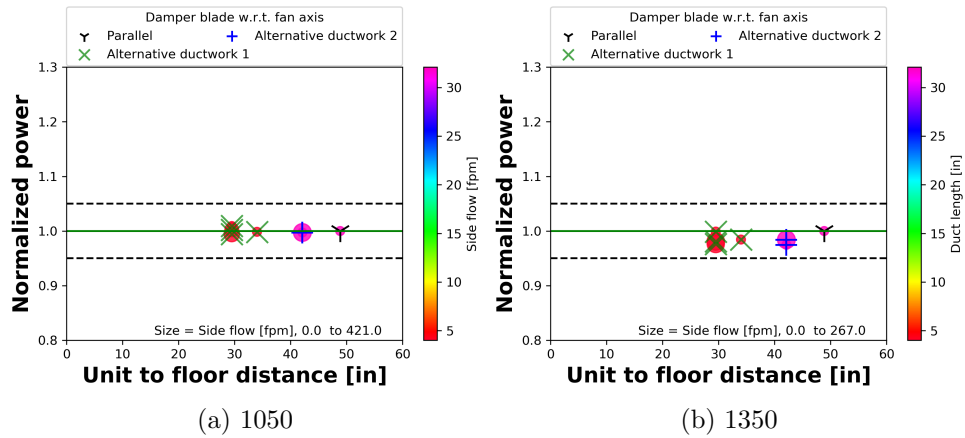 Damper blade w.r.t. fan axis
Parallel
Alternative ductwork 2
Alternative ductwork 1
1.3
1.2
1.1
1.0
0.9
0.8
Normalized power
Size = Side flow [fpm], 0.0 to 421.0
0 10 20 30 40 50 60
Unit to floor distance [in]
30
25
20
15
10
5
Side flow [fpm]
(a) 1050
Damper blade w.r.t. fan axis
Parallel
Alternative ductwork 2
Alternative ductwork 1
1.3
1.2
1.1
1.0
0.9
0.8
Normalized power
Size = Side flow [fpm], 0.0 to 267.0
0 10 20 30 40 50 60
Unit to floor distance [in]
30
25
20
15
10
5
Duct length [in]
(b) 1350